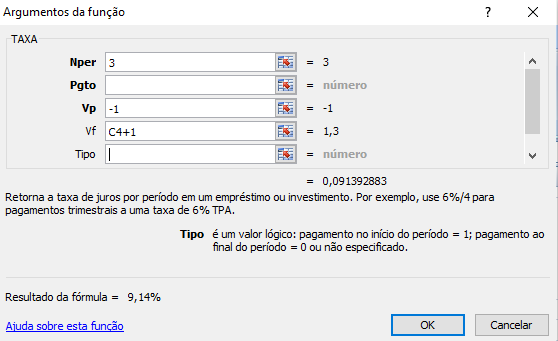 Argumentos da função ? ×
TAXA
Nper 3 = 3
Pgto = número
Vp -1 = -1
Vf C4+1 = 1,3
Tipo = número
= 0,091392883
Retorna a taxa de juros por período em um empréstimo ou investimento. Por exemplo, use 6%/4 para
pagamentos trimestrais a uma taxa de 6% TPA.
Tipo é um valor lógico: pagamento no início do período = 1; pagamento ao
final do período = 0 ou não especificado.
Resultado da fórmula = 9,14%
Ajuda sobre esta função OK Cancelar